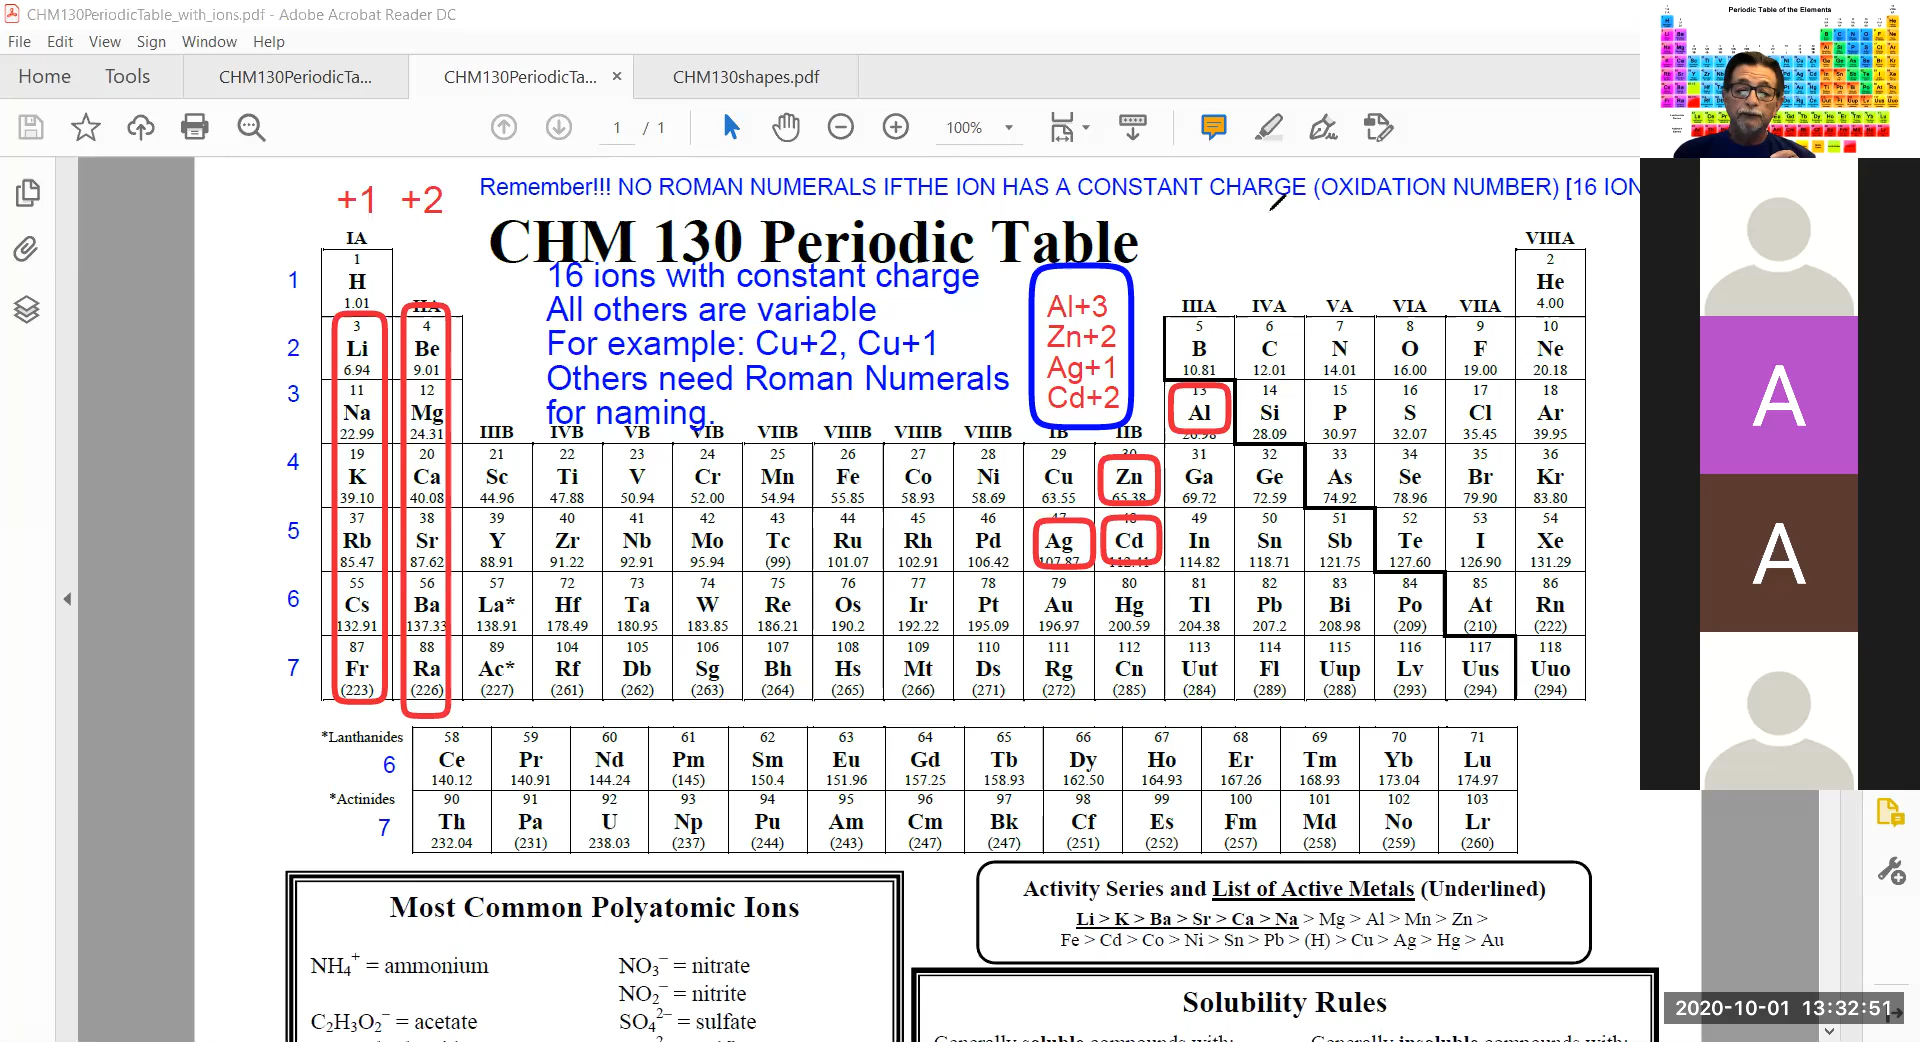 CHM130PeriodicTable_with_ions.pdf - Adobe Acrobat Reader DC
File Edit View Sign Window Help
Home Tools CHM130PeriodicTa... CHM130PeriodicTa... × CHM130shapes.pdf
1 / 1 100%
Periodic Table of the Elements
+1 +2 Remember!!! NO ROMAN NUMERALS IFTHE ION HAS A CONSTANT CHARGE (OXIDATION NUMBER) [16 ION
CHM 130 Periodic Table
16 ions with constant charge
All others are variable
For example: Cu+2, Cu+1
Others need Roman Numerals
for naming.
Al+3
Zn+2
Ag+1
Cd+2
IA VIIIA
1 2
1 H He
1.01 4.00
IIA IIIA IVA VA VIA VIIA
3 4 5 6 7 8 9 10
2 Li Be B C N O F Ne
6.94 9.01 10.81 12.01 14.01 16.00 19.00 20.18
11 12 13 14 15 16 17 18
3 Na Mg Al Si P S Cl Ar
22.99 24.31 IIIB IVB VB VIB VIIB VIIIB VIIIB VIIIB IB IIB 26.98 28.09 30.97 32.07 35.45 39.95
19 20 21 22 23 24 25 26 27 28 29 30 31 32 33 34 35 36
4 K Ca Sc Ti V Cr Mn Fe Co Ni Cu Zn Ga Ge As Se Br Kr
39.10 40.08 44.96 47.88 50.94 52.00 54.94 55.85 58.93 58.69 63.55 65.38 69.72 72.59 74.92 78.96 79.90 83.80
37 38 39 40 41 42 43 44 45 46 47 48 49 50 51 52 53 54
5 Rb Sr Y Zr Nb Mo Tc Ru Rh Pd Ag Cd In Sn Sb Te I Xe
85.47 87.62 88.91 91.22 92.91 95.94 (99) 101.07 102.91 106.42 107.87 112.41 114.82 118.71 121.75 127.60 126.90 131.29
55 56 57 72 73 74 75 76 77 78 79 80 81 82 83 84 85 86
6 Cs Ba La* Hf Ta W Re Os Ir Pt Au Hg Tl Pb Bi Po At Rn
132.91 137.33 138.91 178.49 180.95 183.85 186.21 190.2 192.22 195.09 196.97 200.59 204.38 207.2 208.98 (209) (210) (222)
87 88 89 104 105 106 107 108 109 110 111 112 113 114 115 116 117 118
7 Fr Ra Ac* Rf Db Sg Bh Hs Mt Ds Rg Cn Uut Fl Uup Lv Uus Uuo
(223) (226) (227) (261) (262) (263) (264) (265) (266) (271) (272) (285) (284) (289) (288) (293) (294) (294)
*Lanthanides 58 59 60 61 62 63 64 65 66 67 68 69 70 71
6 Ce Pr Nd Pm Sm Eu Gd Tb Dy Ho Er Tm Yb Lu
140.12 140.91 144.24 (145) 150.4 151.96 157.25 158.93 162.50 164.93 167.26 168.93 173.04 174.97
*Actinides 90 91 92 93 94 95 96 97 98 99 100 101 102 103
7 Th Pa U Np Pu Am Cm Bk Cf Es Fm Md No Lr
232.04 (231) 238.03 (237) (244) (243) (247) (247) (251) (252) (257) (258) (259) (260)
Most Common Polyatomic Ions
NH₄⁺ = ammonium NO₃⁻ = nitrate
NO₂⁻ = nitrite
C₂H₃O₂⁻ = acetate SO₄²⁻ = sulfate
Activity Series and List of Active Metals (Underlined)
Li > K > Ba > Sr > Ca > Na > Mg > Al > Mn > Zn >
Fe > Cd > Co > Ni > Sn > Pb > (H) > Cu > Ag > Hg > Au
Solubility Rules
Generally soluble compounds with: Generally insoluble compounds with:
A
A
2020-10-01 13:32:51